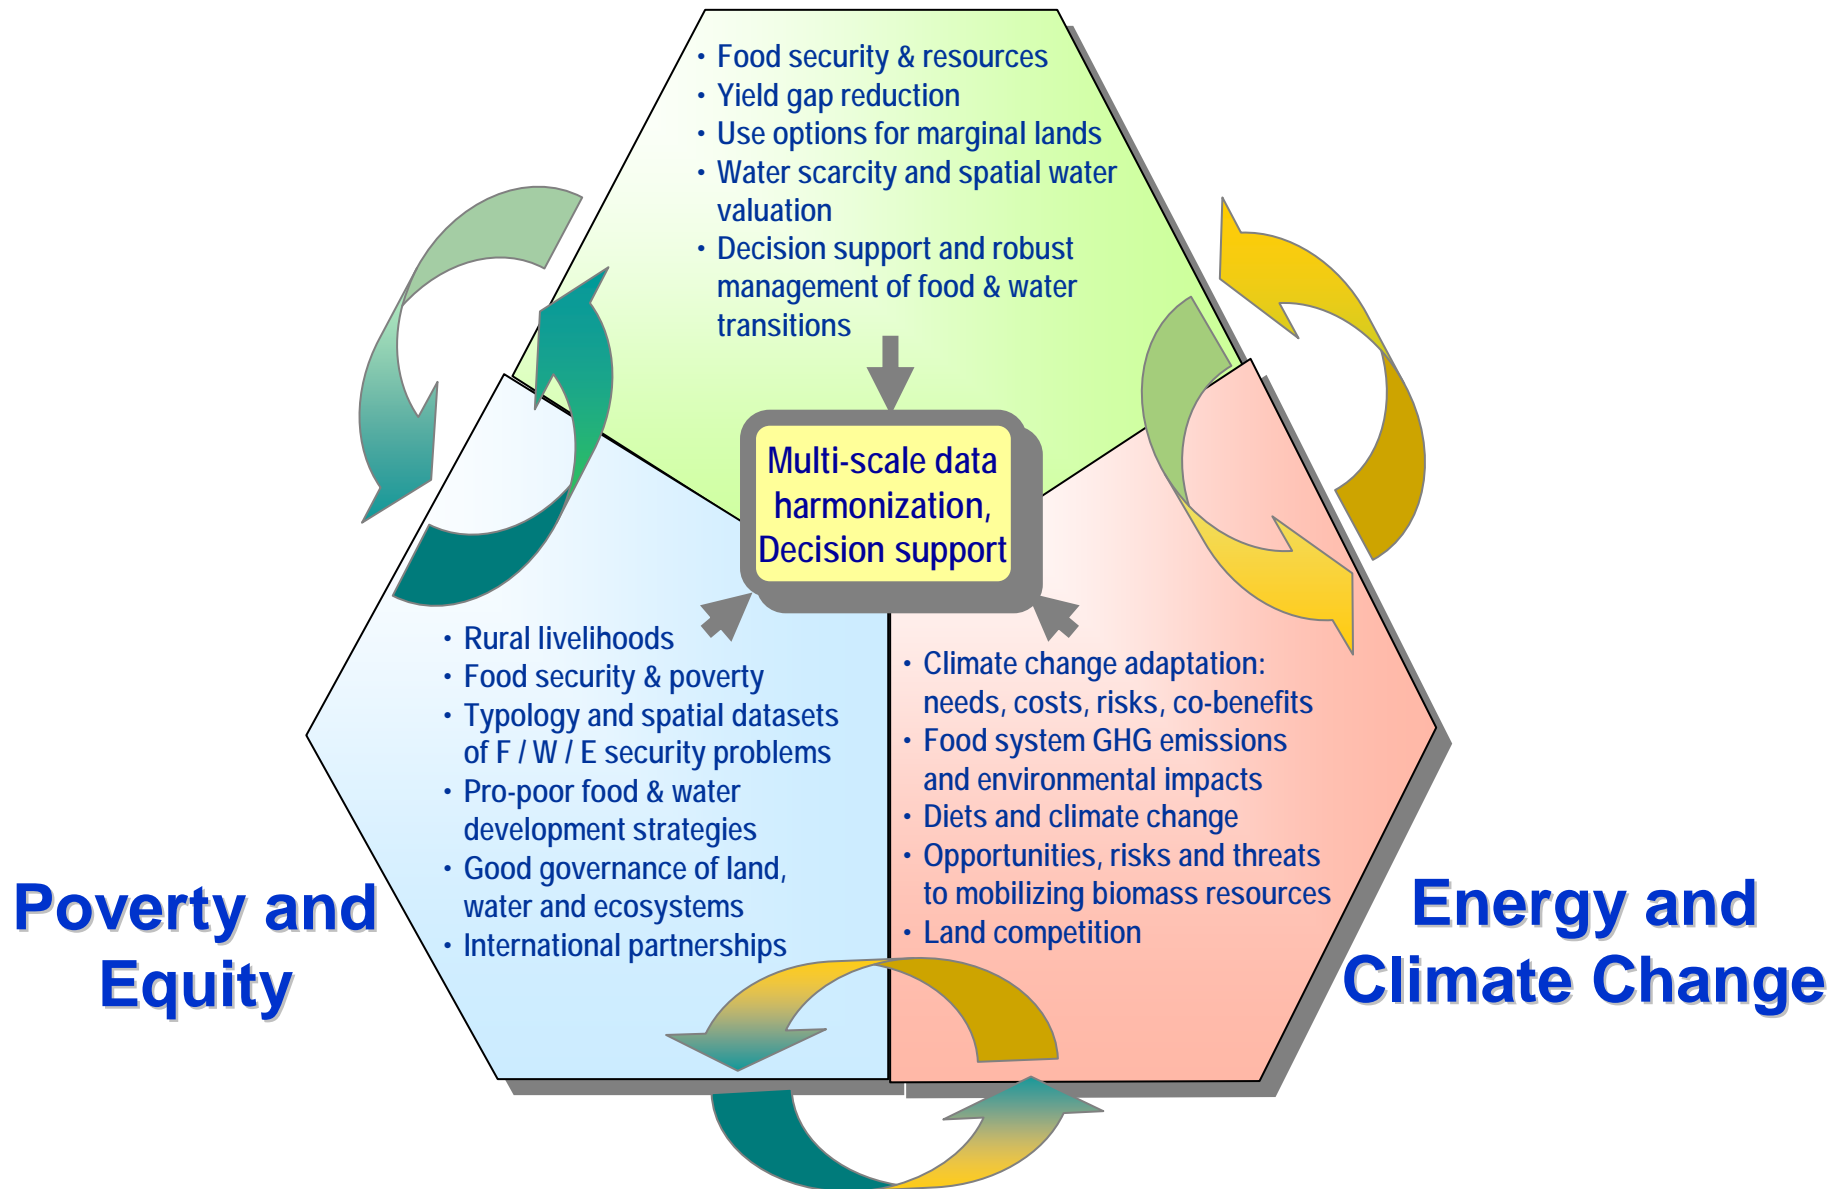 • Food security & resources
• Yield gap reduction
• Use options for marginal lands
• Water scarcity and spatial water
valuation
• Decision support and robust
management of food & water
transitions
Multi-scale data
harmonization,
Decision support
• Rural livelihoods
• Food security & poverty
• Typology and spatial datasets
of F / W / E security problems
• Pro-poor food & water
development strategies
• Good governance of land,
water and ecosystems
• International partnerships
• Climate change adaptation:
needs, costs, risks, co-benefits
• Food system GHG emissions
and environmental impacts
• Diets and climate change
• Opportunities, risks and threats
to mobilizing biomass resources
• Land competition
Poverty and
Equity
Energy and
Climate Change